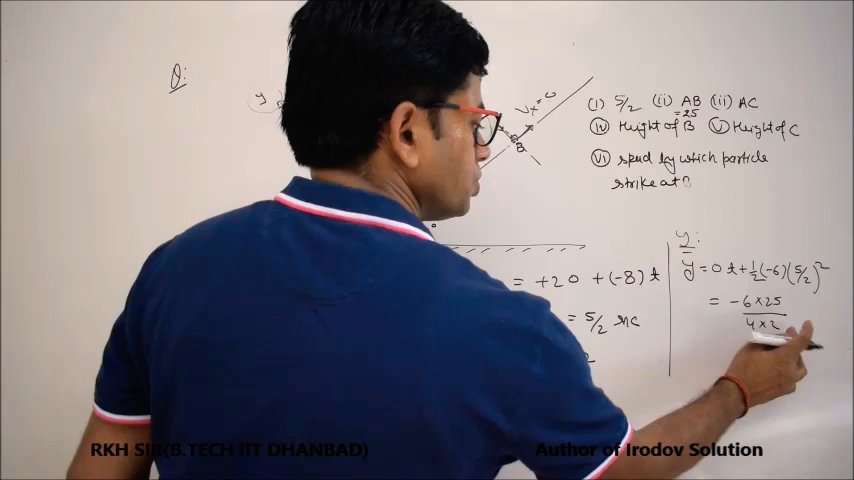 Q:
y
Vx=0
B
(i) 5/2 (ii) AB (iii) AC
=25
(iv) Height of B (v) Height of C
(vi) speed by which particle
strike at B
y:
= +20 +(-8) t
y = 0 t + 1/2 (-6) (5/2)²
= 5/2 sec
= -6×25
4×2
2
RKH SIR(B.TECH IIT DHANBAD)
Author of Irodov Solution